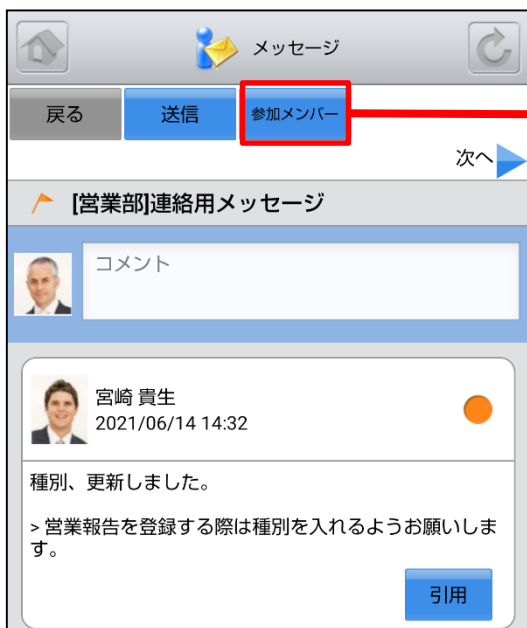 メッセージ
戻る
送信
参加メンバー
次へ
[営業部]連絡用メッセージ
コメント
宮崎 貴生
2021/06/14 14:32
種別、更新しました。
> 営業報告を登録する際は種別を入れるようお願いしま
す。
引用